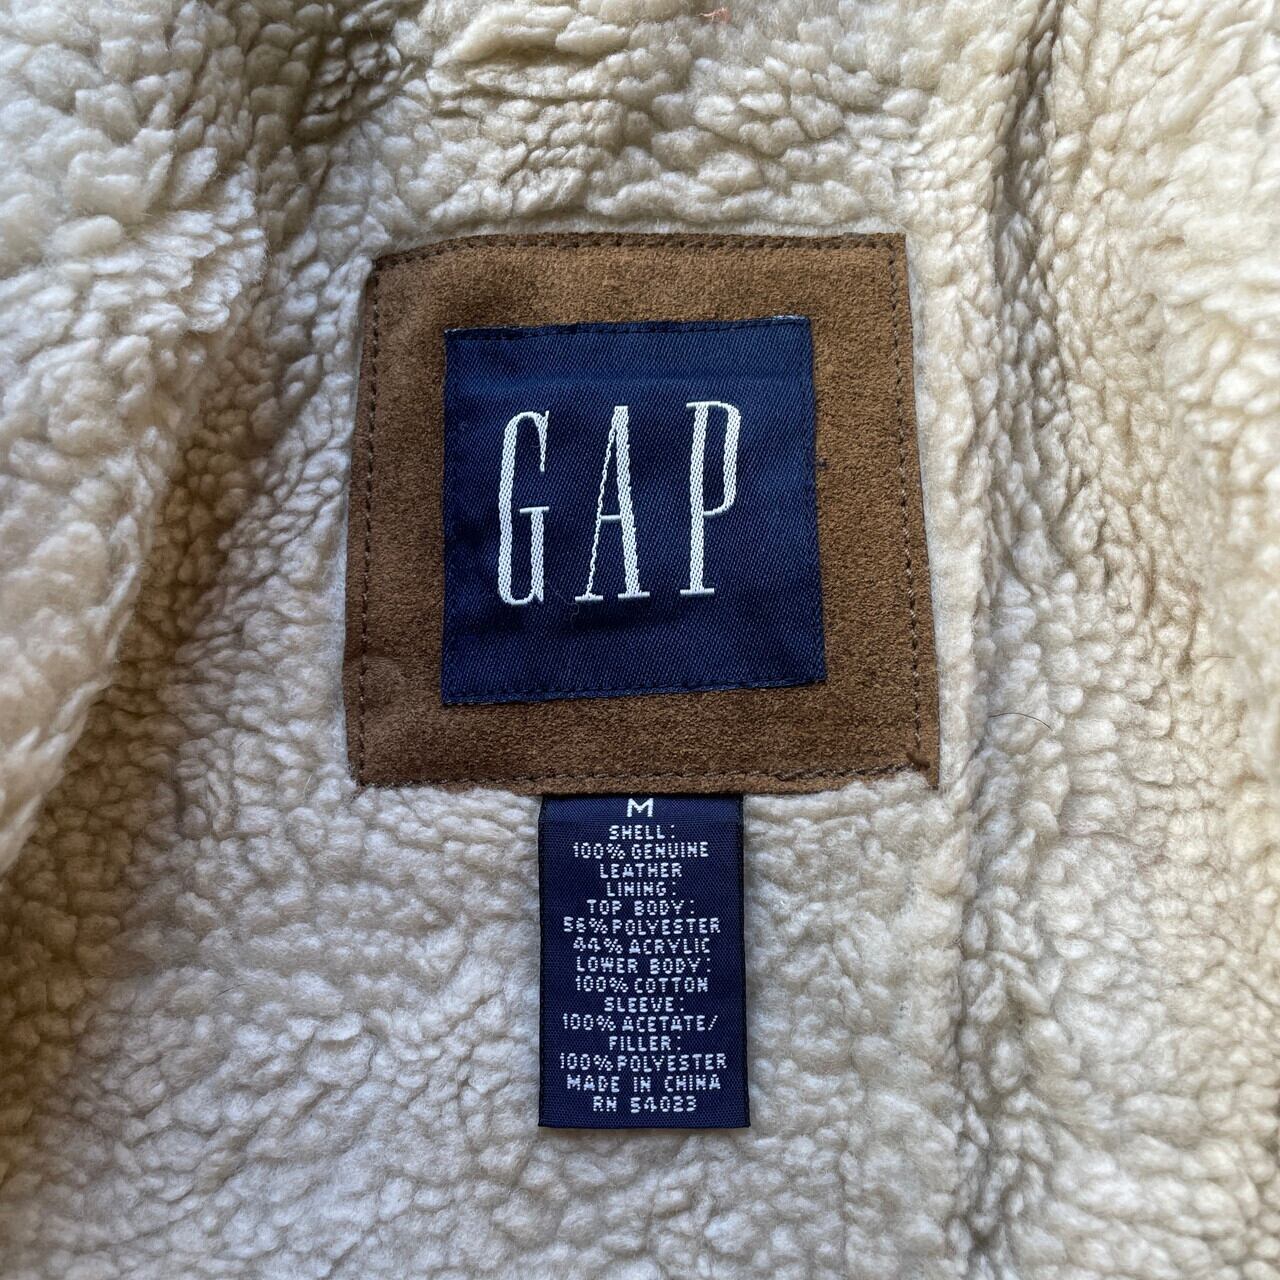 GAP
M
SHELL:
100% GENUINE
LEATHER
LINING:
TOP BODY:
56% POLYESTER
44% ACRYLIC
LOWER BODY:
100% COTTON
SLEEVE:
100% ACETATE/
FILLER:
100% POLYESTER
MADE IN CHINA
RN 54023